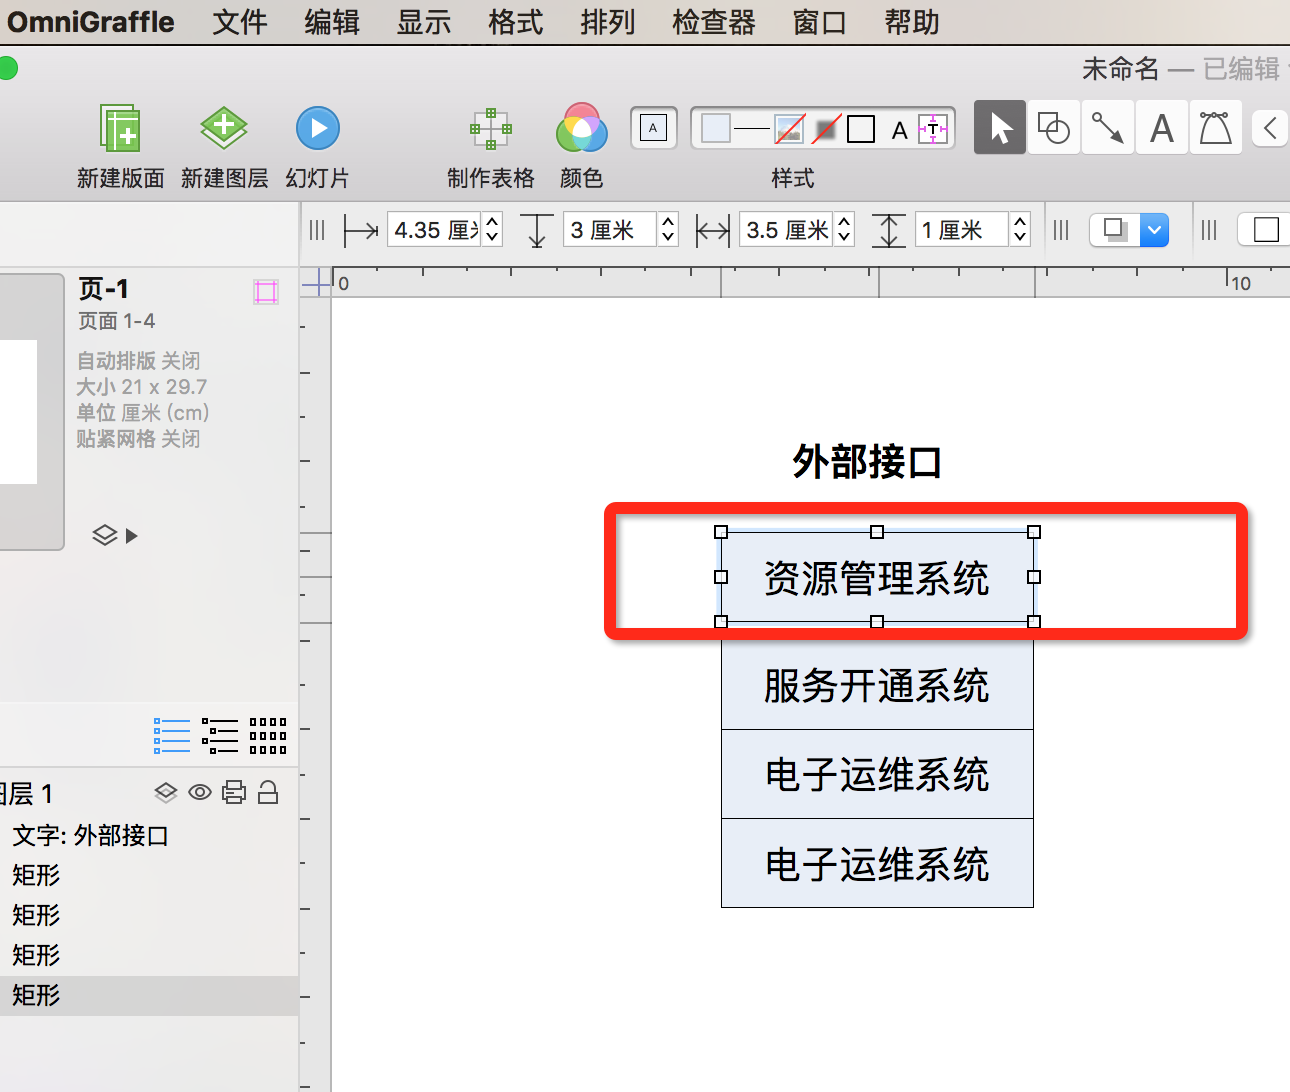 OmniGraffle 文件 编辑 显示 格式 排列 检查器 窗口 帮助
未命名 — 已编辑
A
A
T
A
新建版面 新建图层 幻灯片 制作表格 颜色 样式
4.35 厘 3 厘米 3.5 厘米 1 厘米
0 10
页-1
页面 1-4
自动排版 关闭
大小 21 x 29.7
单位 厘米 (cm)
贴紧网格 关闭
外部接口
资源管理系统
服务开通系统
电子运维系统
电子运维系统
图层 1
文字: 外部接口
矩形
矩形
矩形
矩形